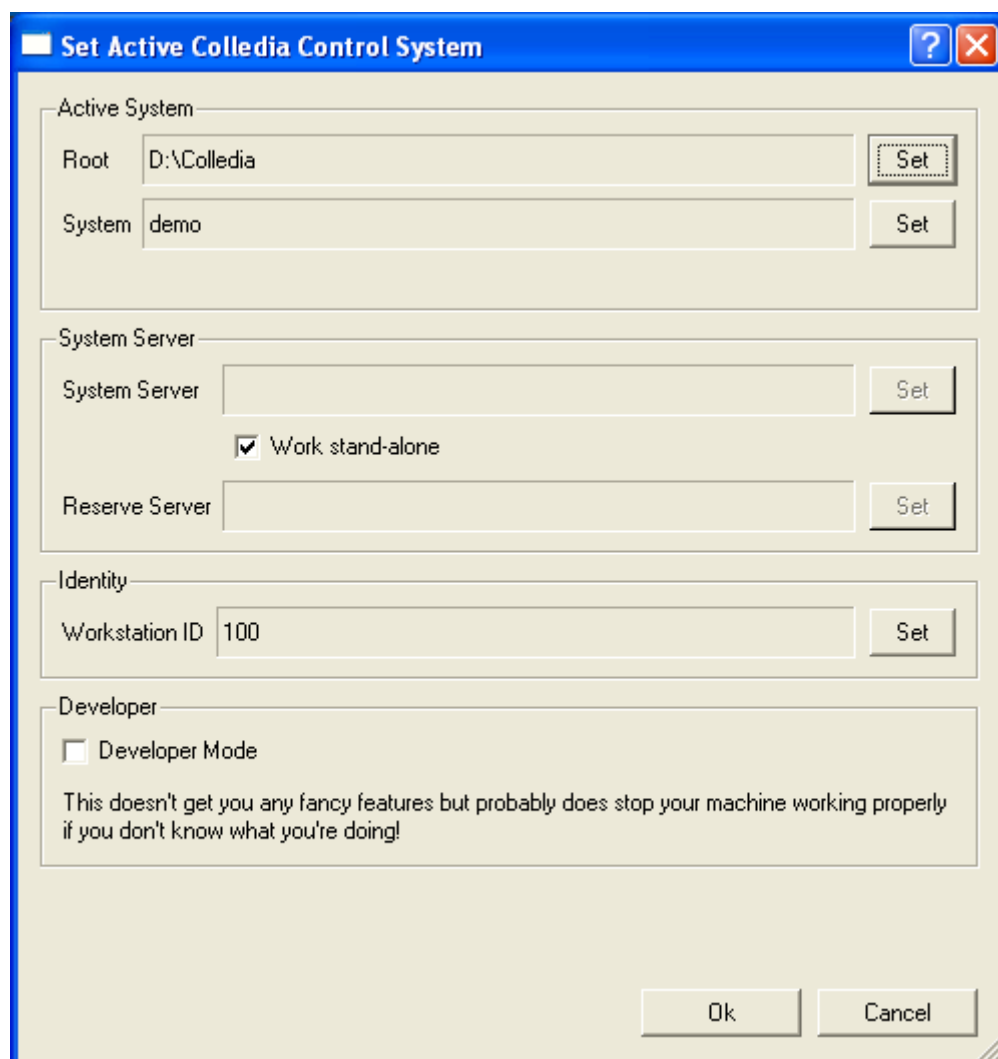 Set Active Colledia Control System
Active System
Root D:\Colledia Set
System demo Set
System Server
System Server Set
Work stand-alone
Reserve Server Set
Identity
Workstation ID 100 Set
Developer
Developer Mode
This doesn't get you any fancy features but probably does stop your machine working properly
if you don't know what you're doing!
Ok Cancel